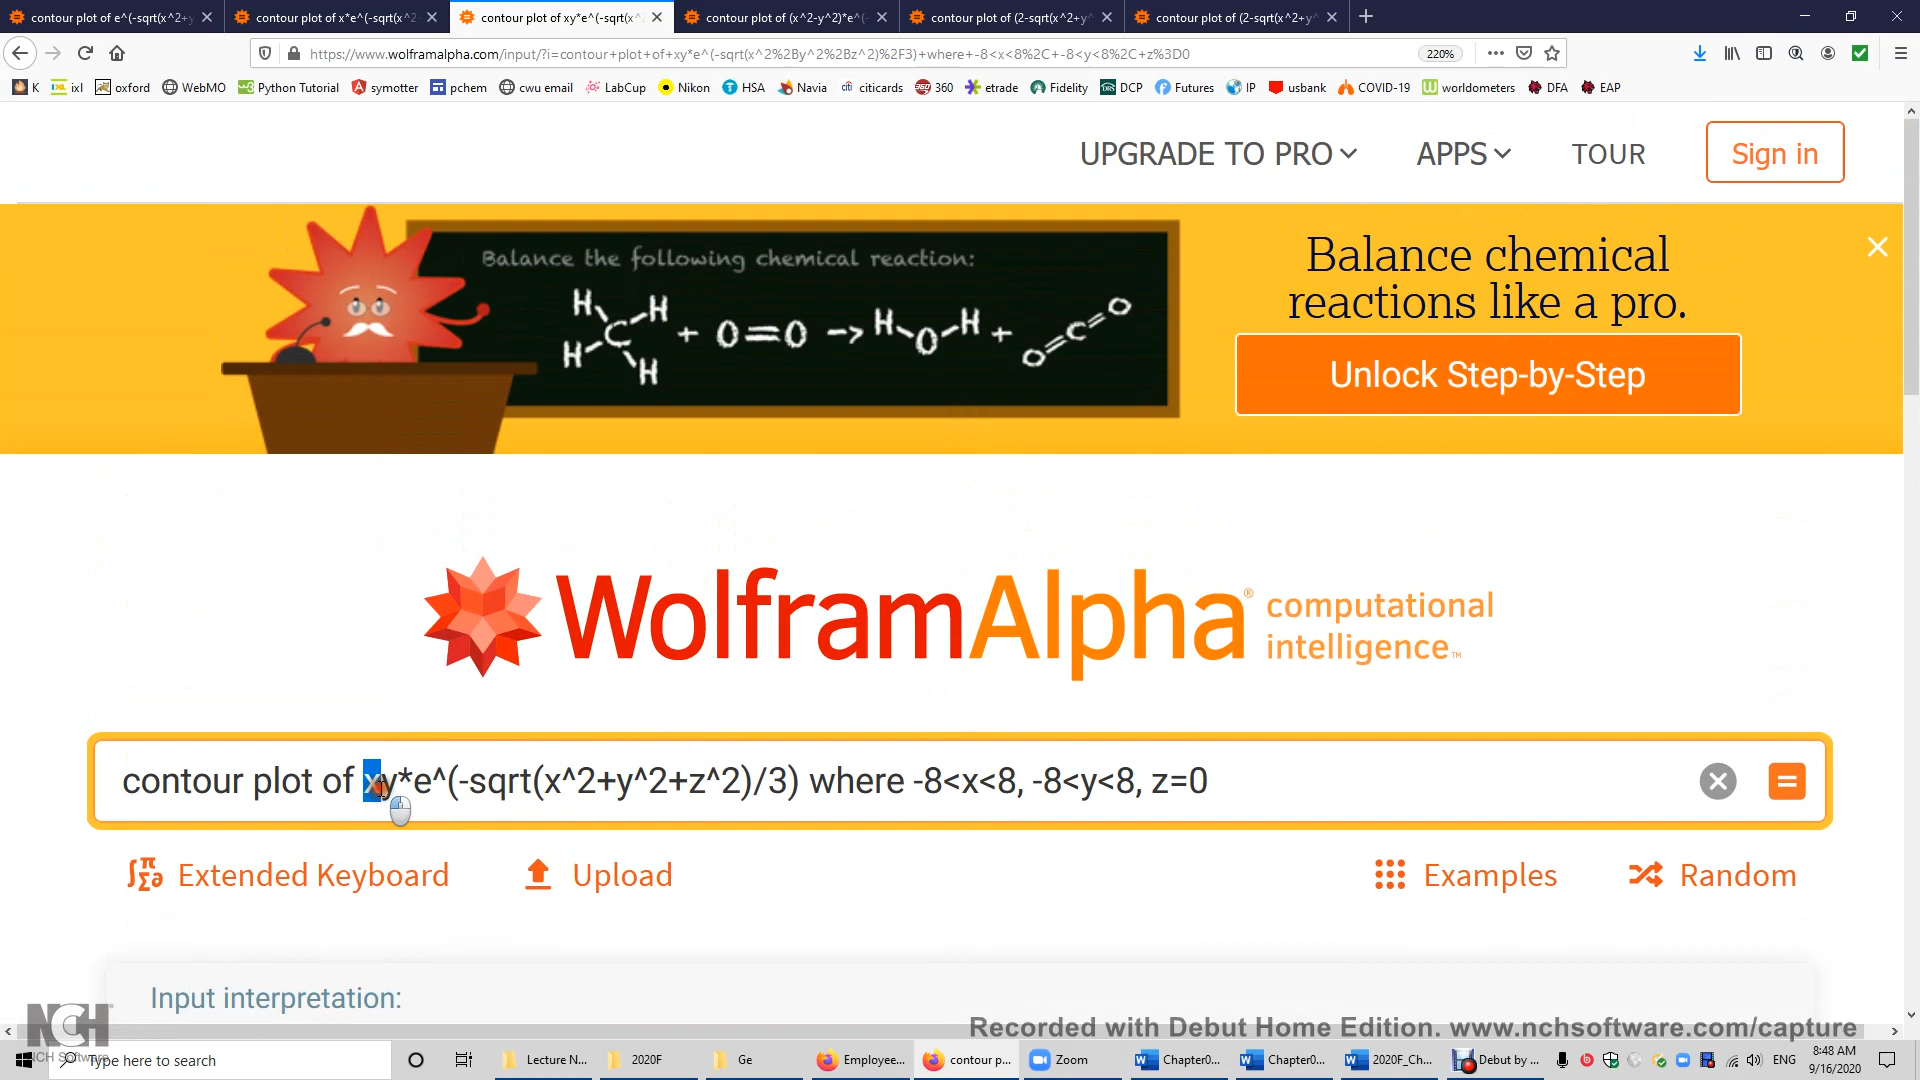 contour plot of e^(-sqrt(x^2+y
contour plot of x*e^(-sqrt(x^2
contour plot of xy*e^(-sqrt(x^
contour plot of (x^2-y^2)*e^(-
contour plot of (2-sqrt(x^2+y^
contour plot of (2-sqrt(x^2+y^
https://www.wolframalpha.com/input/?i=contour+plot+of+xy*e^(-sqrt(x^2%2By^2%2Bz^2)%2F3)+where+-8<x<8%2C+-8<y<8%2C+z%3D0
220%
K ixl oxford WebMO Python Tutorial symotter pchem cwu email LabCup Nikon HSA Navia citi citicards 360 etrade Fidelity DCP Futures IP usbank COVID-19 worldometers DFA EAP
UPGRADE TO PRO APPS TOUR Sign in
Balance the following chemical reaction:
H H C H H + O=O -> H O H + O C O
Balance chemical
reactions like a pro.
Unlock Step-by-Step
WolframAlpha® computational
intelligence™
contour plot of xy*e^(-sqrt(x^2+y^2+z^2)/3) where -8<x<8, -8<y<8, z=0
Extended Keyboard Upload Examples Random
Input interpretation:
NCH
NCH Software
Recorded with Debut Home Edition. www.nchsoftware.com/capture
Type here to search
Lecture N...
2020F
Ge
Employee...
contour p...
Zoom
Chapter0...
Chapter0...
2020F_Ch...
Debut by ...
ENG
8:48 AM
9/16/2020